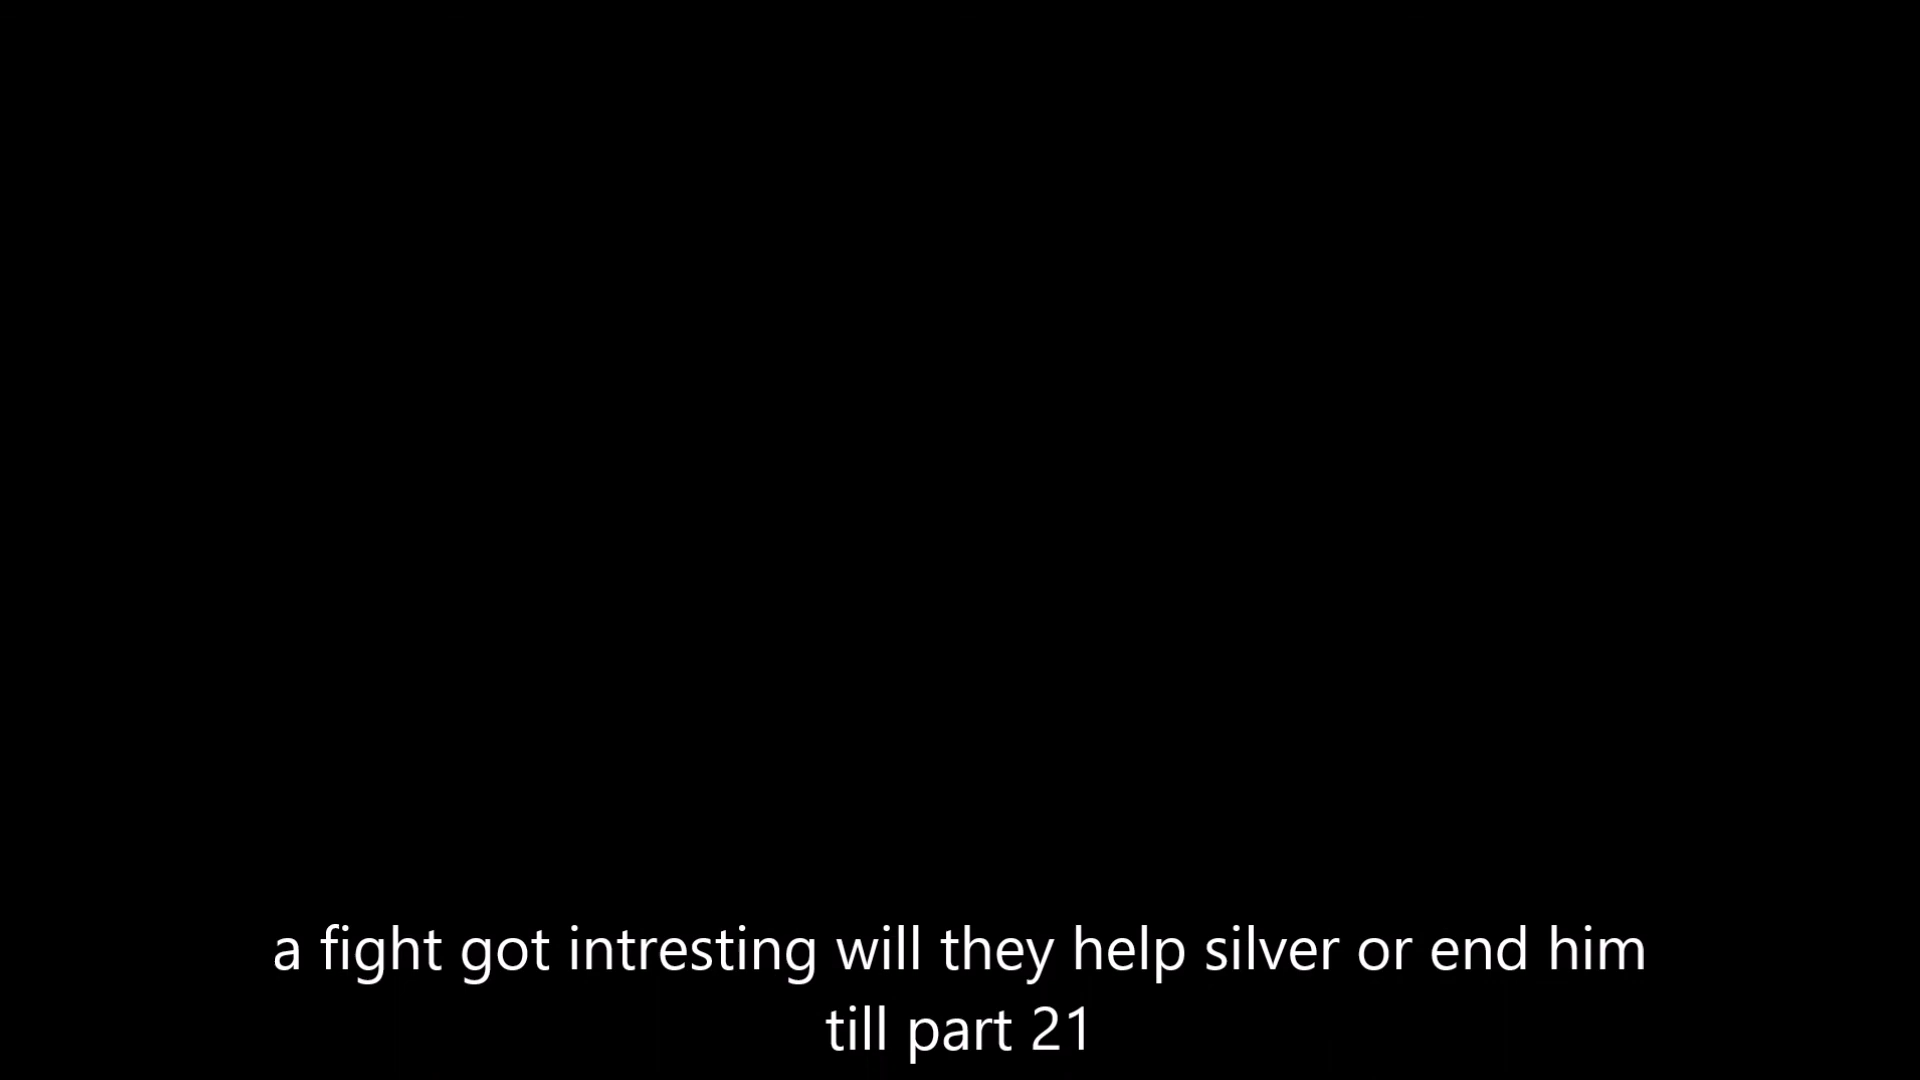 a fight got intresting will they help silver or end him
till part 21